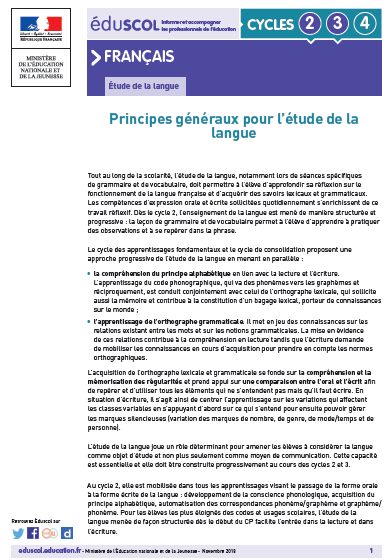 RÉPUBLIQUE FRANÇAISE
MINISTÈRE
DE L'ÉDUCATION
NATIONALE ET
DE LA JEUNESSE
éduscol
Informer et accompagner
les professionnels de l'éducation
CYCLES 2 3 4
FRANÇAIS
Étude de la langue
Principes généraux pour l'étude de la
langue
Tout au long de la scolarité, l'étude de la langue, notamment lors de séances spécifiques
de grammaire et de vocabulaire, doit permettre à l'élève d'approfondir sa réflexion sur le
fonctionnement de la langue française et d'acquérir des savoirs lexicaux et grammaticaux.
Les compétences d'expression orale et écrite sollicitées quotidiennement s'enrichissent de ce
travail réflexif. Dès le cycle 2, l'enseignement de la langue est mené de manière structurée et
progressive : la leçon de grammaire et de vocabulaire permet à l'élève d'apprendre à pratiquer
des observations et à se repérer dans la phrase.
Le cycle des apprentissages fondamentaux et le cycle de consolidation proposent une
approche progressive de l'étude de la langue en menant en parallèle :
• la compréhension du principe alphabétique en lien avec la lecture et l'écriture.
L'apprentissage du code phonographique, qui va des phonèmes vers les graphèmes et
réciproquement, est conduit conjointement avec celui de l'orthographe lexicale, qui sollicite
aussi la mémoire et contribue à la constitution d'un bagage lexical, porteur de connaissances
sur le monde ;
• l'apprentissage de l'orthographe grammaticale. Il met en jeu des connaissances sur les
relations existant entre les mots et sur les notions grammaticales. La mise en évidence
de ces relations contribue à la compréhension en lecture tandis que l'écriture demande
de mobiliser les connaissances en cours d'acquisition pour prendre en compte les normes
orthographiques.
L'acquisition de l'orthographe lexicale et grammaticale se fonde sur la compréhension et la
mémorisation des régularités et prend appui sur une comparaison entre l'oral et l'écrit afin
de repérer et d'utiliser tous les éléments qui ne s'entendent pas mais qu'il faut écrire. En
situation d'écriture, il s'agit ainsi de centrer l'apprentissage sur les variations qui affectent
les classes variables en s'appuyant d'abord sur ce qui s'entend pour ensuite pouvoir gérer
les marques silencieuses (variation des marques de nombre, de genre, de mode/temps et de
personne).
L'étude de la langue joue un rôle déterminant pour amener les élèves à considérer la langue
comme objet d'étude et non plus seulement comme moyen de communication. Cette capacité
est essentielle et elle doit être construite progressivement au cours des cycles 2 et 3.
Au cycle 2, elle est mobilisée dans tous les apprentissages visant le passage de la forme orale
à la forme écrite de la langue : développement de la conscience phonologique, acquisition du
principe alphabétique, automatisation des correspondances phonème/graphème et graphème/
phonème. Pour les élèves les plus éloignés des codes et usages scolaires, l'étude de la
langue menée de façon structurée dès le début du CP facilite l'entrée dans la lecture et dans
l'écriture.
Retrouvez Éduscol sur
eduscol.education.fr - Ministère de l'Éducation nationale et de la Jeunesse - Novembre 2018 1